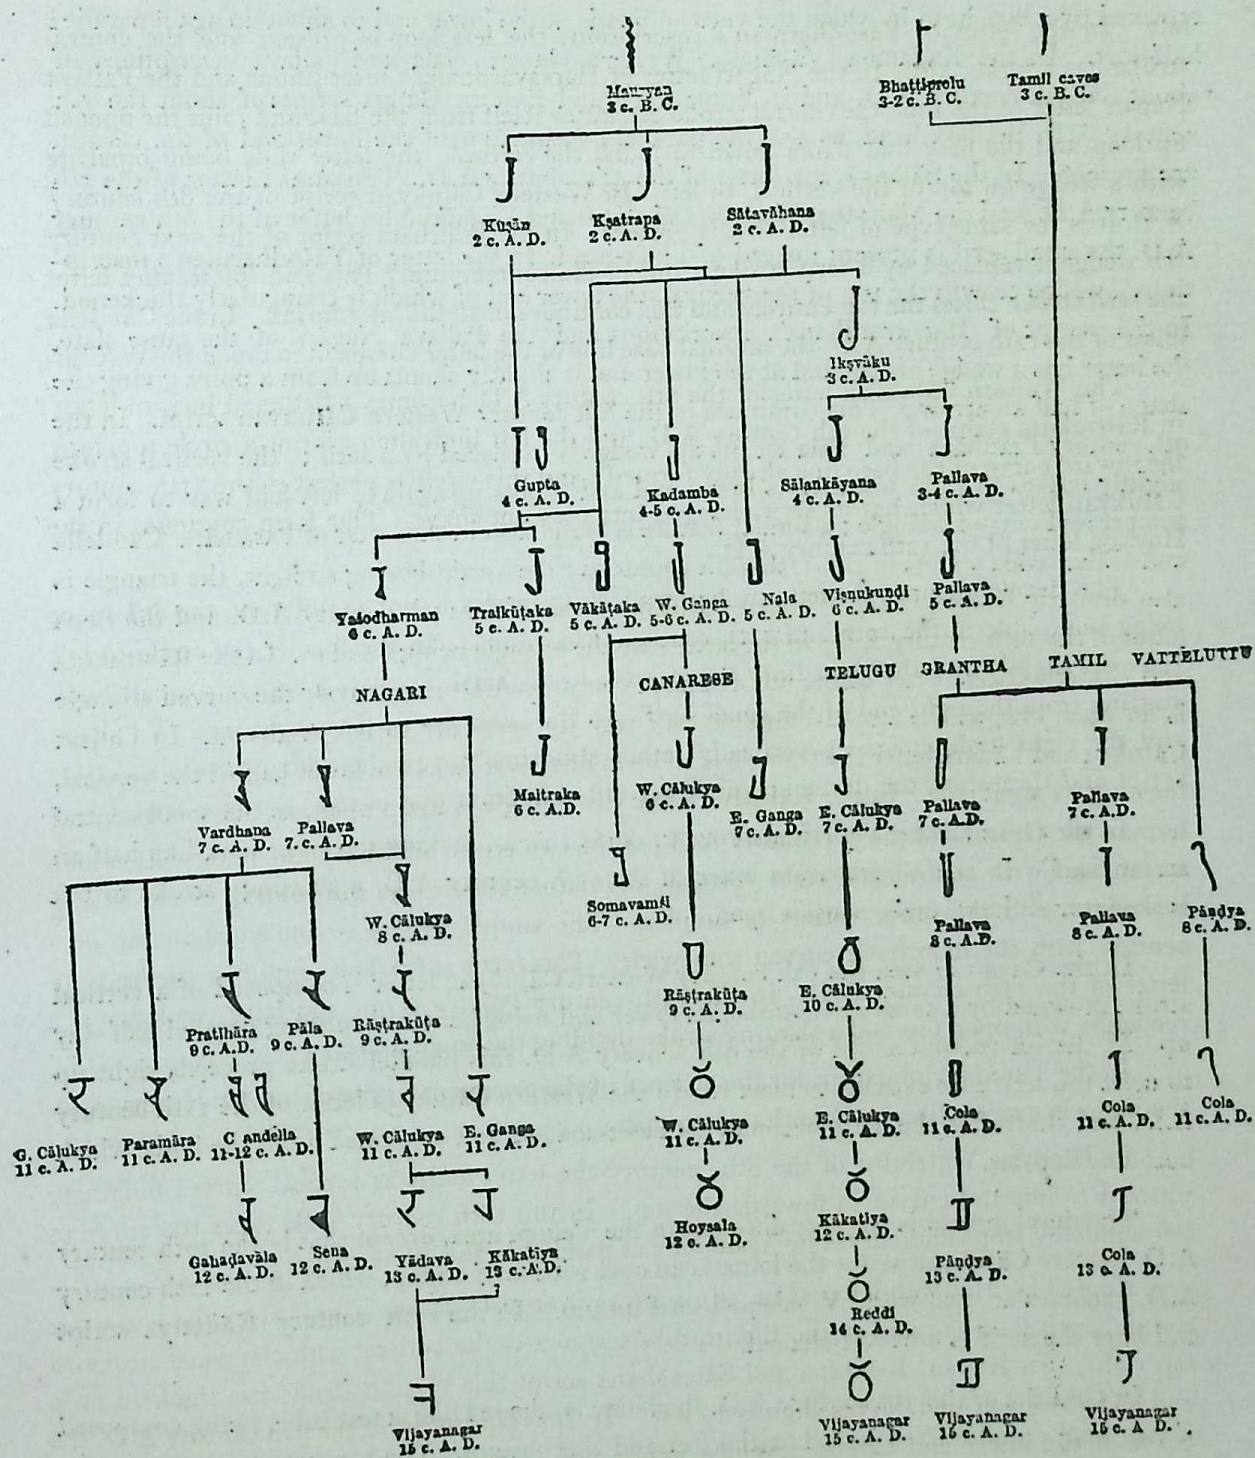 Mauryan
3 c. B. C.
Bhaṭṭiprolu
3-2 c. B. C.
Tamil caves
3 c. B. C.
Kūṣān
2 c. A. D.
Kṣatrapa
2 c. A. D.
Sātavāhana
2 c. A. D.
Ikṣvāku
3 c. A. D.
Gupta
4 c. A. D.
Kadamba
4-5 c. A. D.
Sālankāyana
4 c. A. D.
Pallava
3-4 c. A. D.
Yaśodharman
6 c. A. D.
Traikūṭaka
5 c. A. D.
Vākāṭaka
5 c. A. D.
W. Ganga
5-6 c. A. D.
Nala
5 c. A. D.
Viṣnukunḍi
6 c. A. D.
Pallava
5 c. A. D.
NAGARI
CANARESE
TELUGU
GRANTHA
TAMIL
VATTELUTTU
Vardhana
7 c. A. D.
Pallava
7. c. A. D.
Maitraka
6 c. A.D.
W. Cālukya
6 c. A. D.
E. Ganga
7 c. A. D.
E. Cālukya
7 c. A. D.
Pallava
7 c. A.D.
Pallava
7 c. A. D.
W. Cālukya
8 c. A. D.
Somavamśi
6-7 c. A. D.
Pallava
8 c. A.D.
Pallava
8 c. A. D.
Pāṇḍya
8 c. A. D.
Pratihāra
9 c. A.D.
Pāla
9 c. A. D.
Rāṣṭrakūṭa
9 c. A. D.
Rāṣṭrakūṭa
9 c. A. D.
E. Cālukya
10 c. A. D.
G. Cālukya
11 c. A. D.
Paramāra
11 c. A. D.
C andella
11-12 c. A. D.
W. Cālukya
11 c. A. D.
E. Ganga
11 c. A. D.
W. Cālukya
11 c. A. D.
E. Cālukya
11 c. A. D.
Cola
11 c. A. D.
Cola
11 c. A. D.
Cola
11 c. A. D.
Gahaḍavāla
12 c. A. D.
Sena
12 c. A. D.
Yādava
13 c. A. D.
Kākatīya
13 c. A. D.
Hoysala
12 c. A. D.
Kākatīya
12 c. A. D.
Pāṇḍya
13 c. A. D.
Cola
13 c. A. D.
Reddi
14 c. A. D.
Vijayanagar
15 c. A. D.
Vijayanagar
15 c. A. D.
Vijayanagar
15 c. A. D.
Vijayanagar
15 c. A D.